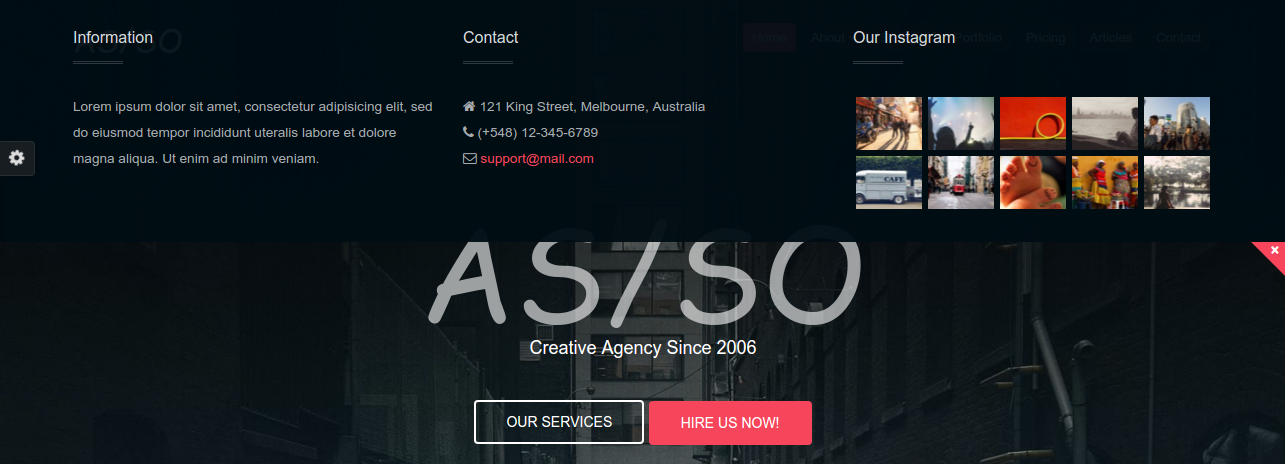 Information
Contact
Our Instagram
AS/SO
Home
About
Portfolio
Pricing
Articles
Contact
Lorem ipsum dolor sit amet, consectetur adipisicing elit, sed
do eiusmod tempor incididunt uteralis labore et dolore
magna aliqua. Ut enim ad minim veniam.
121 King Street, Melbourne, Australia
(+548) 12-345-6789
support@mail.com
CAFE
AS/SO
Creative Agency Since 2006
OUR SERVICES
HIRE US NOW!